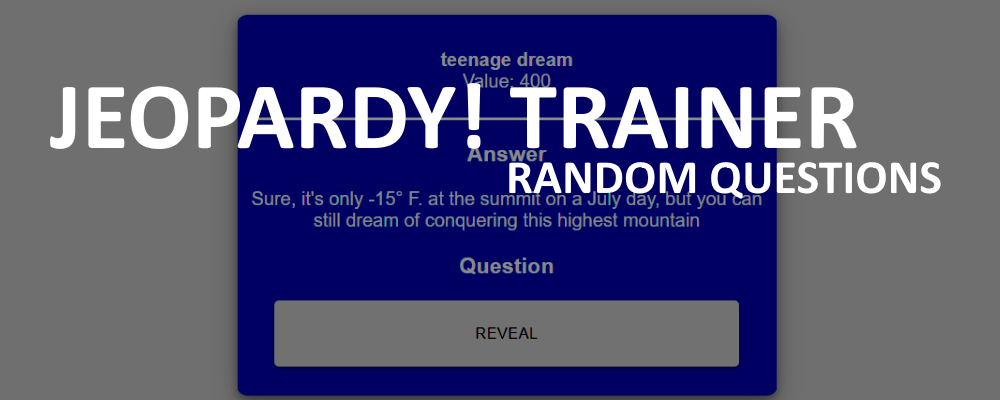 teenage dream
Value: 400
JEOPARDY! TRAINER
Answer
RANDOM QUESTIONS
Sure, it's only -15° F. at the summit on a July day, but you can
still dream of conquering this highest mountain
Question
REVEAL